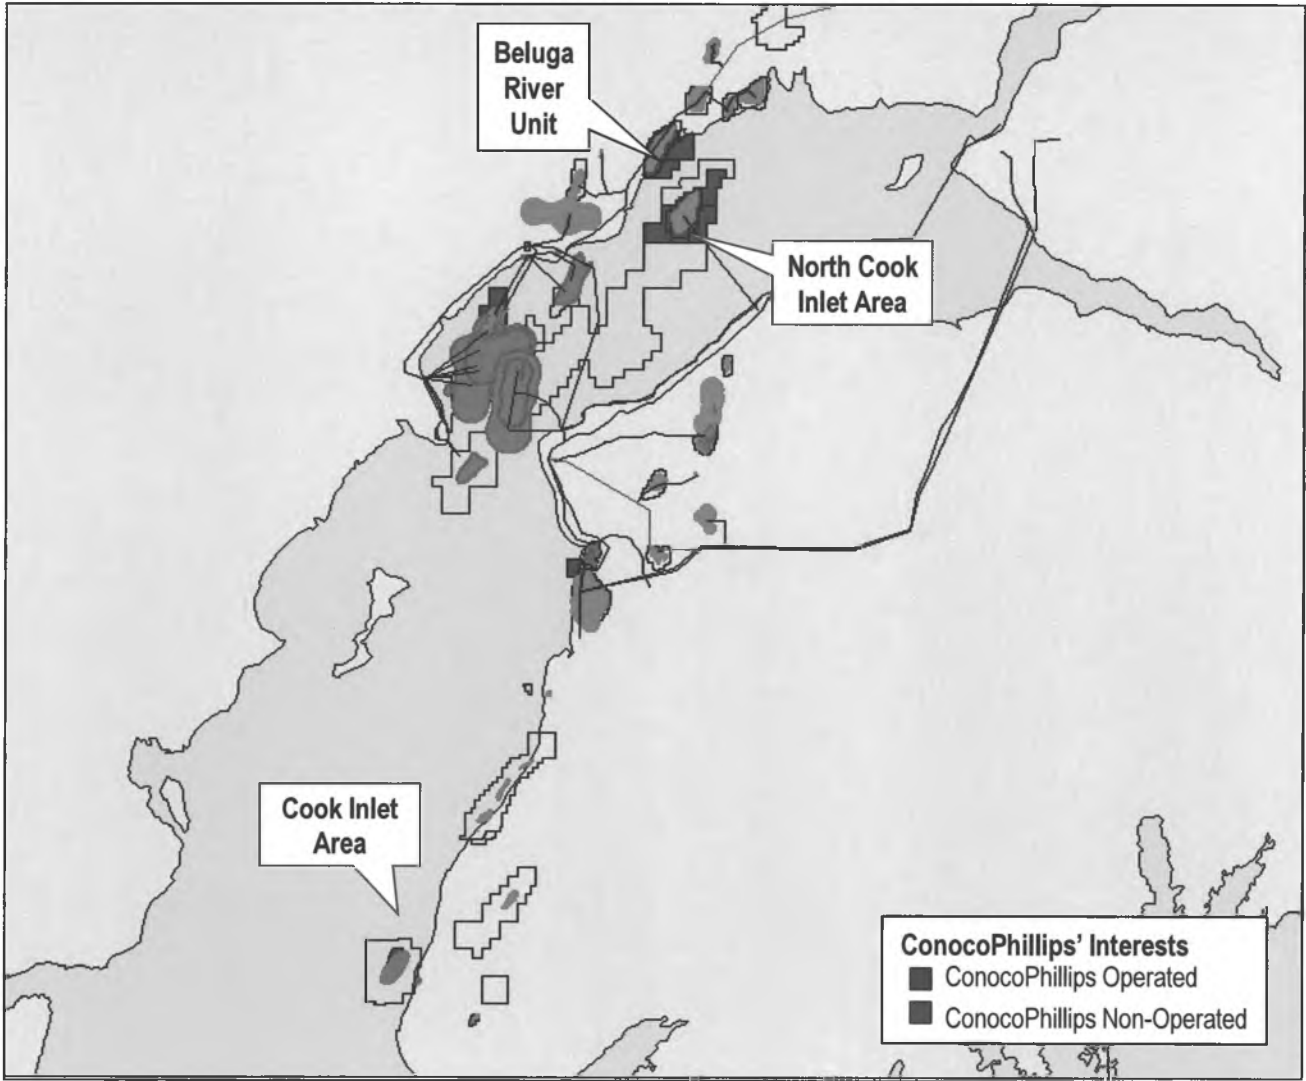 Beluga
River
Unit
North Cook
Inlet Area
Cook Inlet
Area
ConocoPhillips' Interests
ConocoPhillips Operated
ConocoPhillips Non-Operated